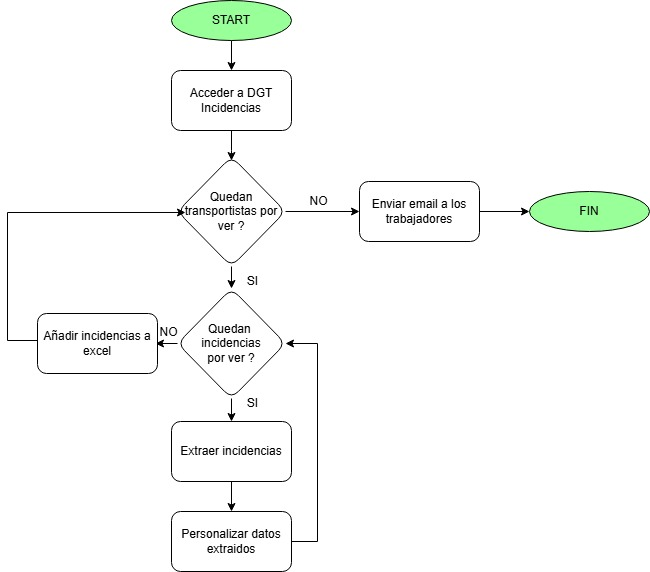 START
Acceder a DGT
Incidencias
Quedan
transportistas por
ver ?
NO
Enviar email a los
trabajadores
FIN
SI
Quedan
incidencias
por ver ?
NO
Añadir incidencias a
excel
SI
Extraer incidencias
Personalizar datos
extraidos